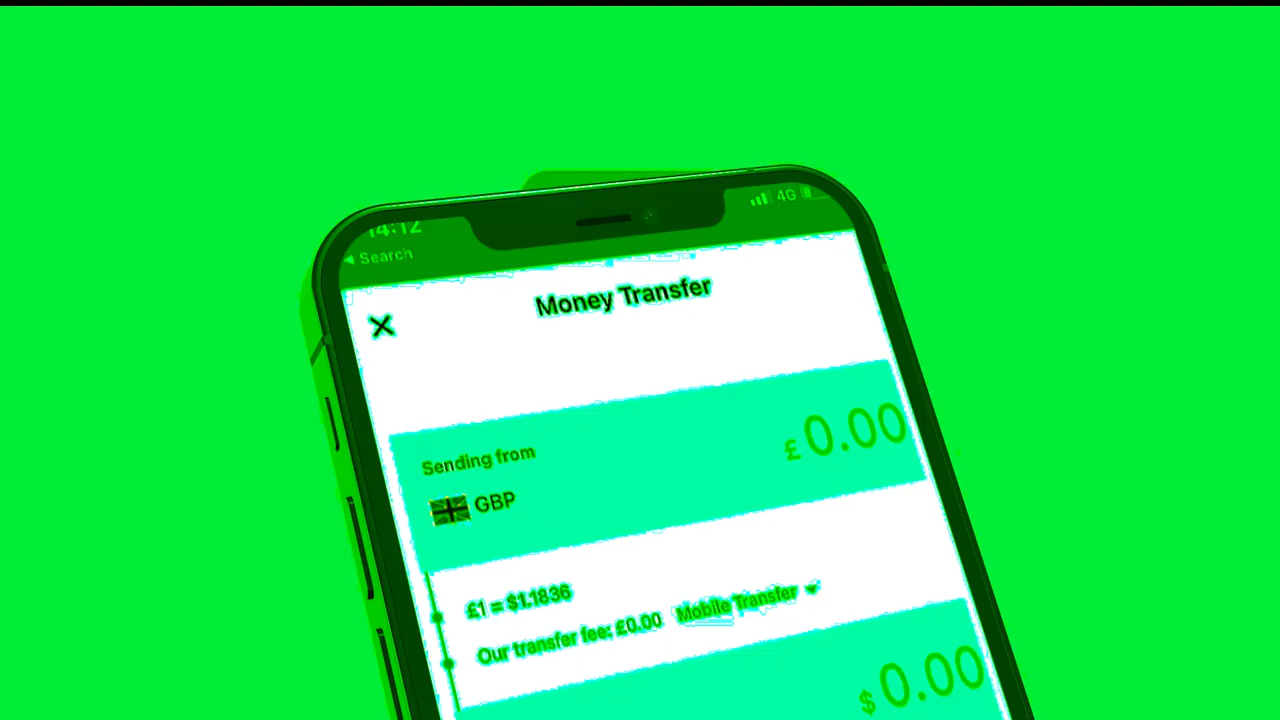 14:12
4G
◀ Search
Money Transfer
£0.00
Sending from
GBP
£1 = $1.1836
Our transfer fee: £0.00 Mobile Transfer
$0.00